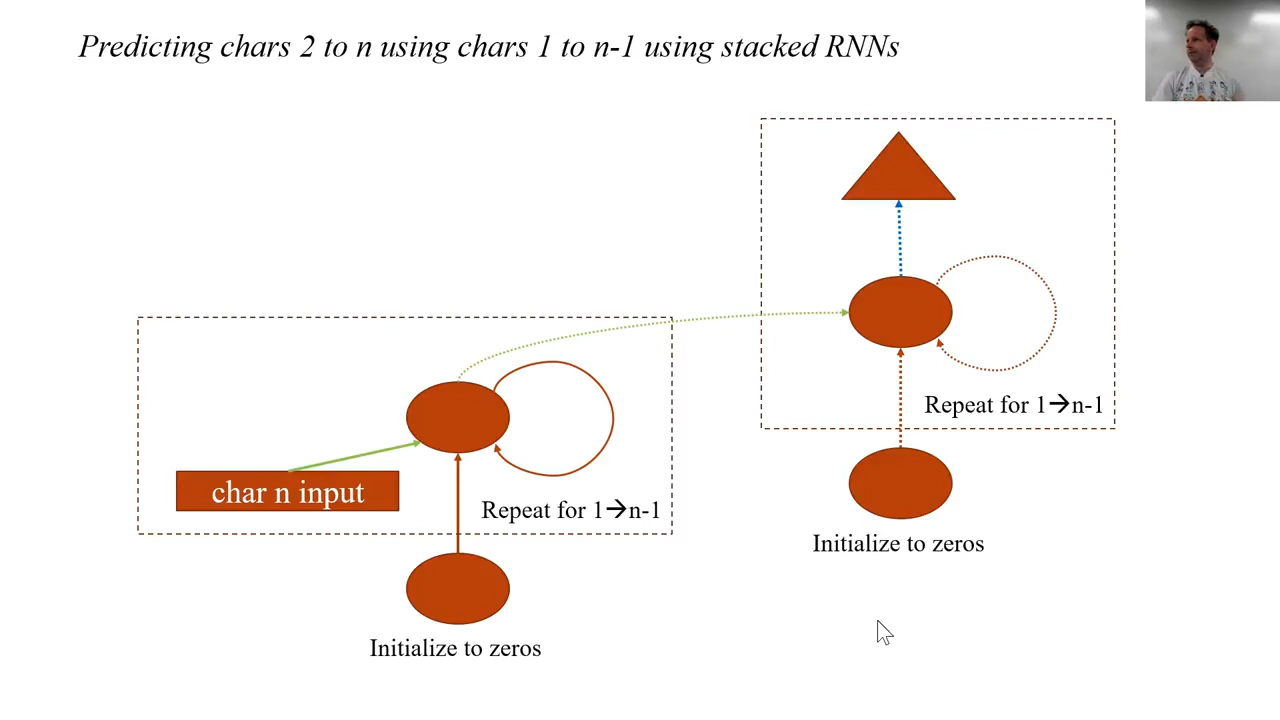 Predicting chars 2 to n using chars 1 to n-1 using stacked RNNs
Repeat for 1→n-1
char n input
Repeat for 1→n-1
Initialize to zeros
Initialize to zeros